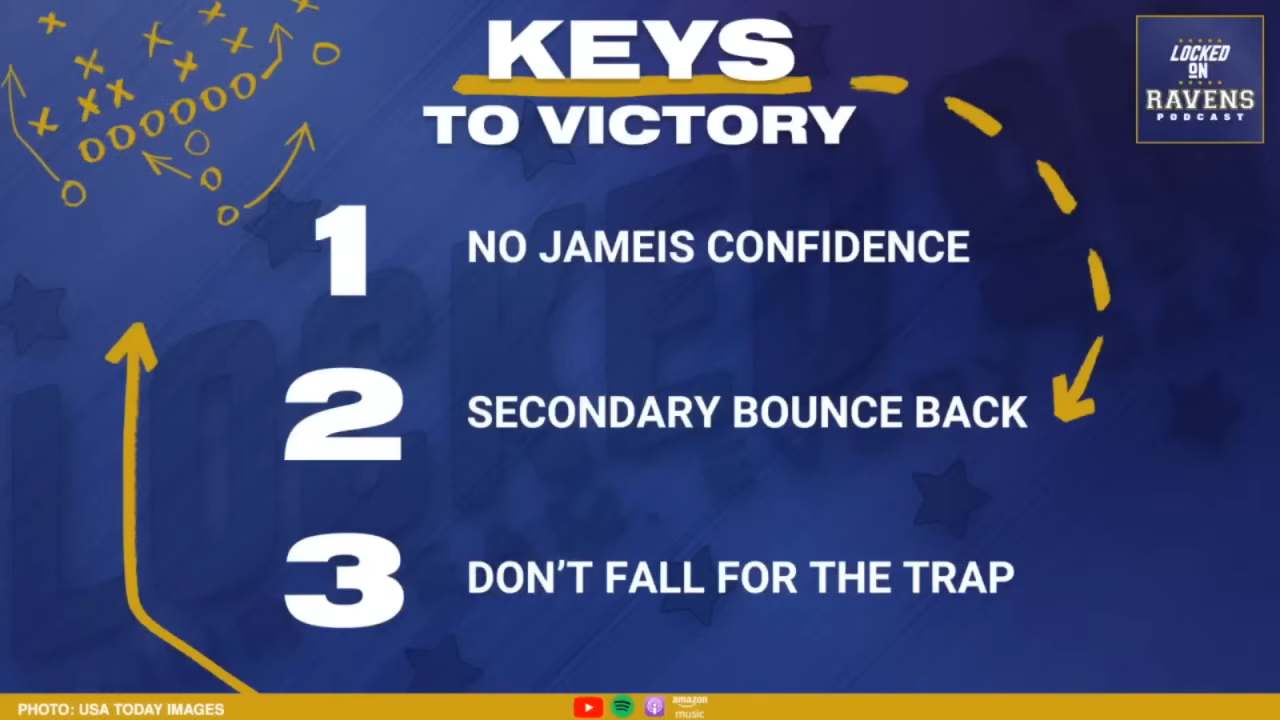 KEYS
TO VICTORY
LOCKED
ON
RAVENS
PODCAST
1
NO JAMEIS CONFIDENCE
2
SECONDARY BOUNCE BACK
3
DON'T FALL FOR THE TRAP
PHOTO: USA TODAY IMAGES
amazon
music